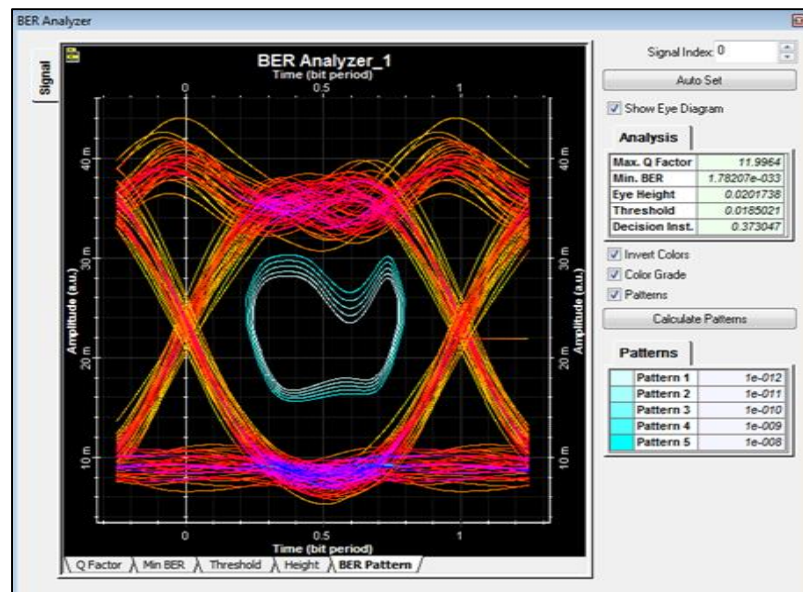 BER Analyzer
Signal
BER Analyzer_1
Time (bit period)
0 0.5 1
Signal Index: 0
Auto Set
Show Eye Diagram
Analysis
Max. Q Factor 11.9964
Min. BER 1.78207e-033
Eye Height 0.0201738
Threshold 0.0185021
Decision Inst. 0.373047
Invert Colors
Color Grade
Patterns
Calculate Patterns
Patterns
Pattern 1 1e-012
Pattern 2 1e-011
Pattern 3 1e-010
Pattern 4 1e-009
Pattern 5 1e-008
Amplitude (a.u.)
40 m
30 m
20 m
10 m
Amplitude (a.u.)
40 m
30 m
20 m
10 m
0 0.5 1
Time (bit period)
Q Factor Min BER Threshold Height BER Pattern